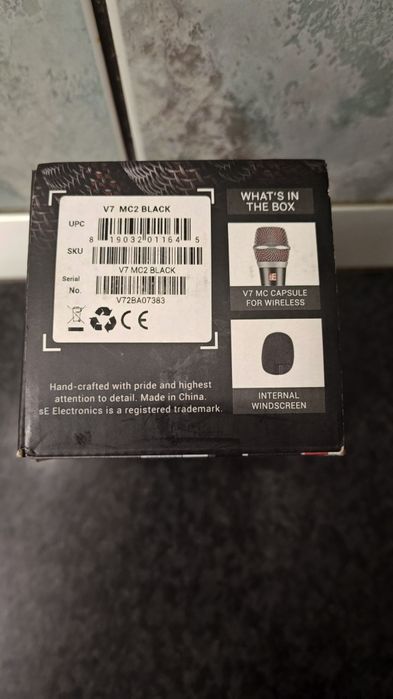 V7 MC2 BLACK
UPC
8 19032 01164 5
SKU
V7 MC2 BLACK
Serial
No.
V72BA07383
CE
Hand-crafted with pride and highest
attention to detail. Made in China.
sE Electronics is a registered trademark.
WHAT'S IN
THE BOX
sE
V7 MC CAPSULE
FOR WIRELESS
INTERNAL
WINDSCREEN